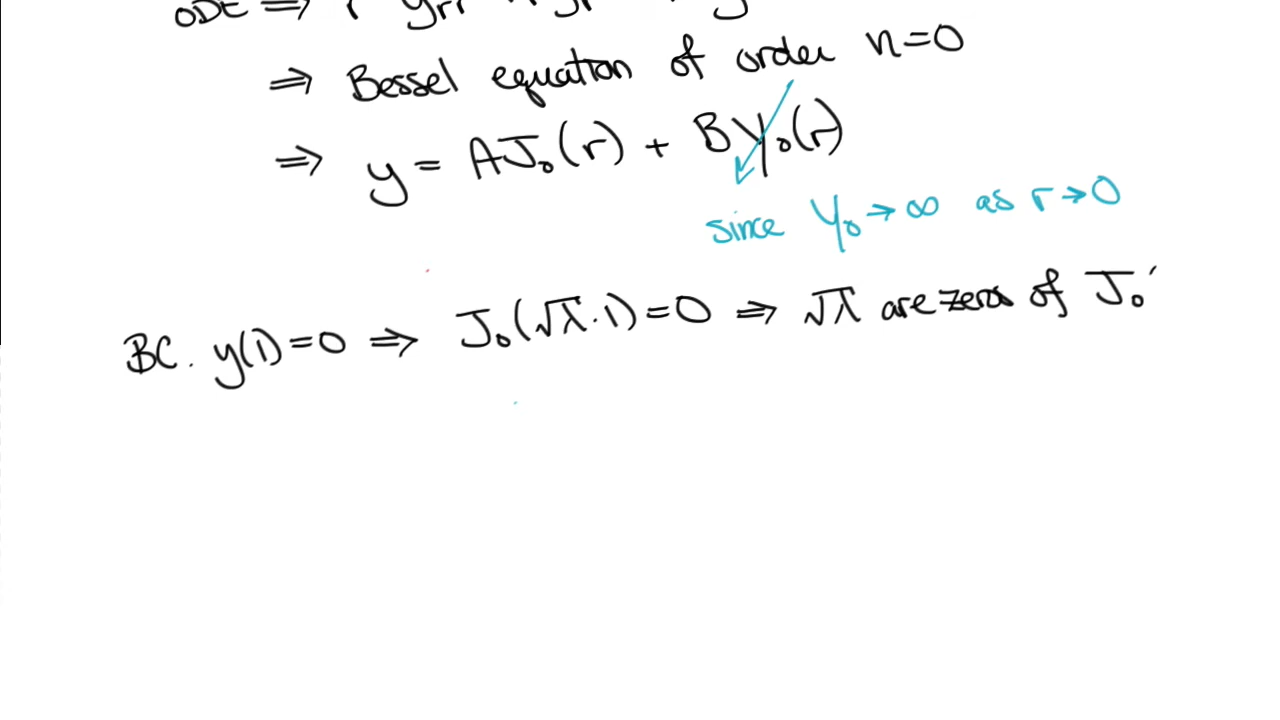 ODE ⇒
⇒ Bessel equation of order n=0
⇒ y = AJ₀(r) + BY₀(r)
since Y₀→∞ as r→0
BC. y(1)=0 ⇒ J₀(√λ·1)=0 ⇒ √λ are zeros of J₀'